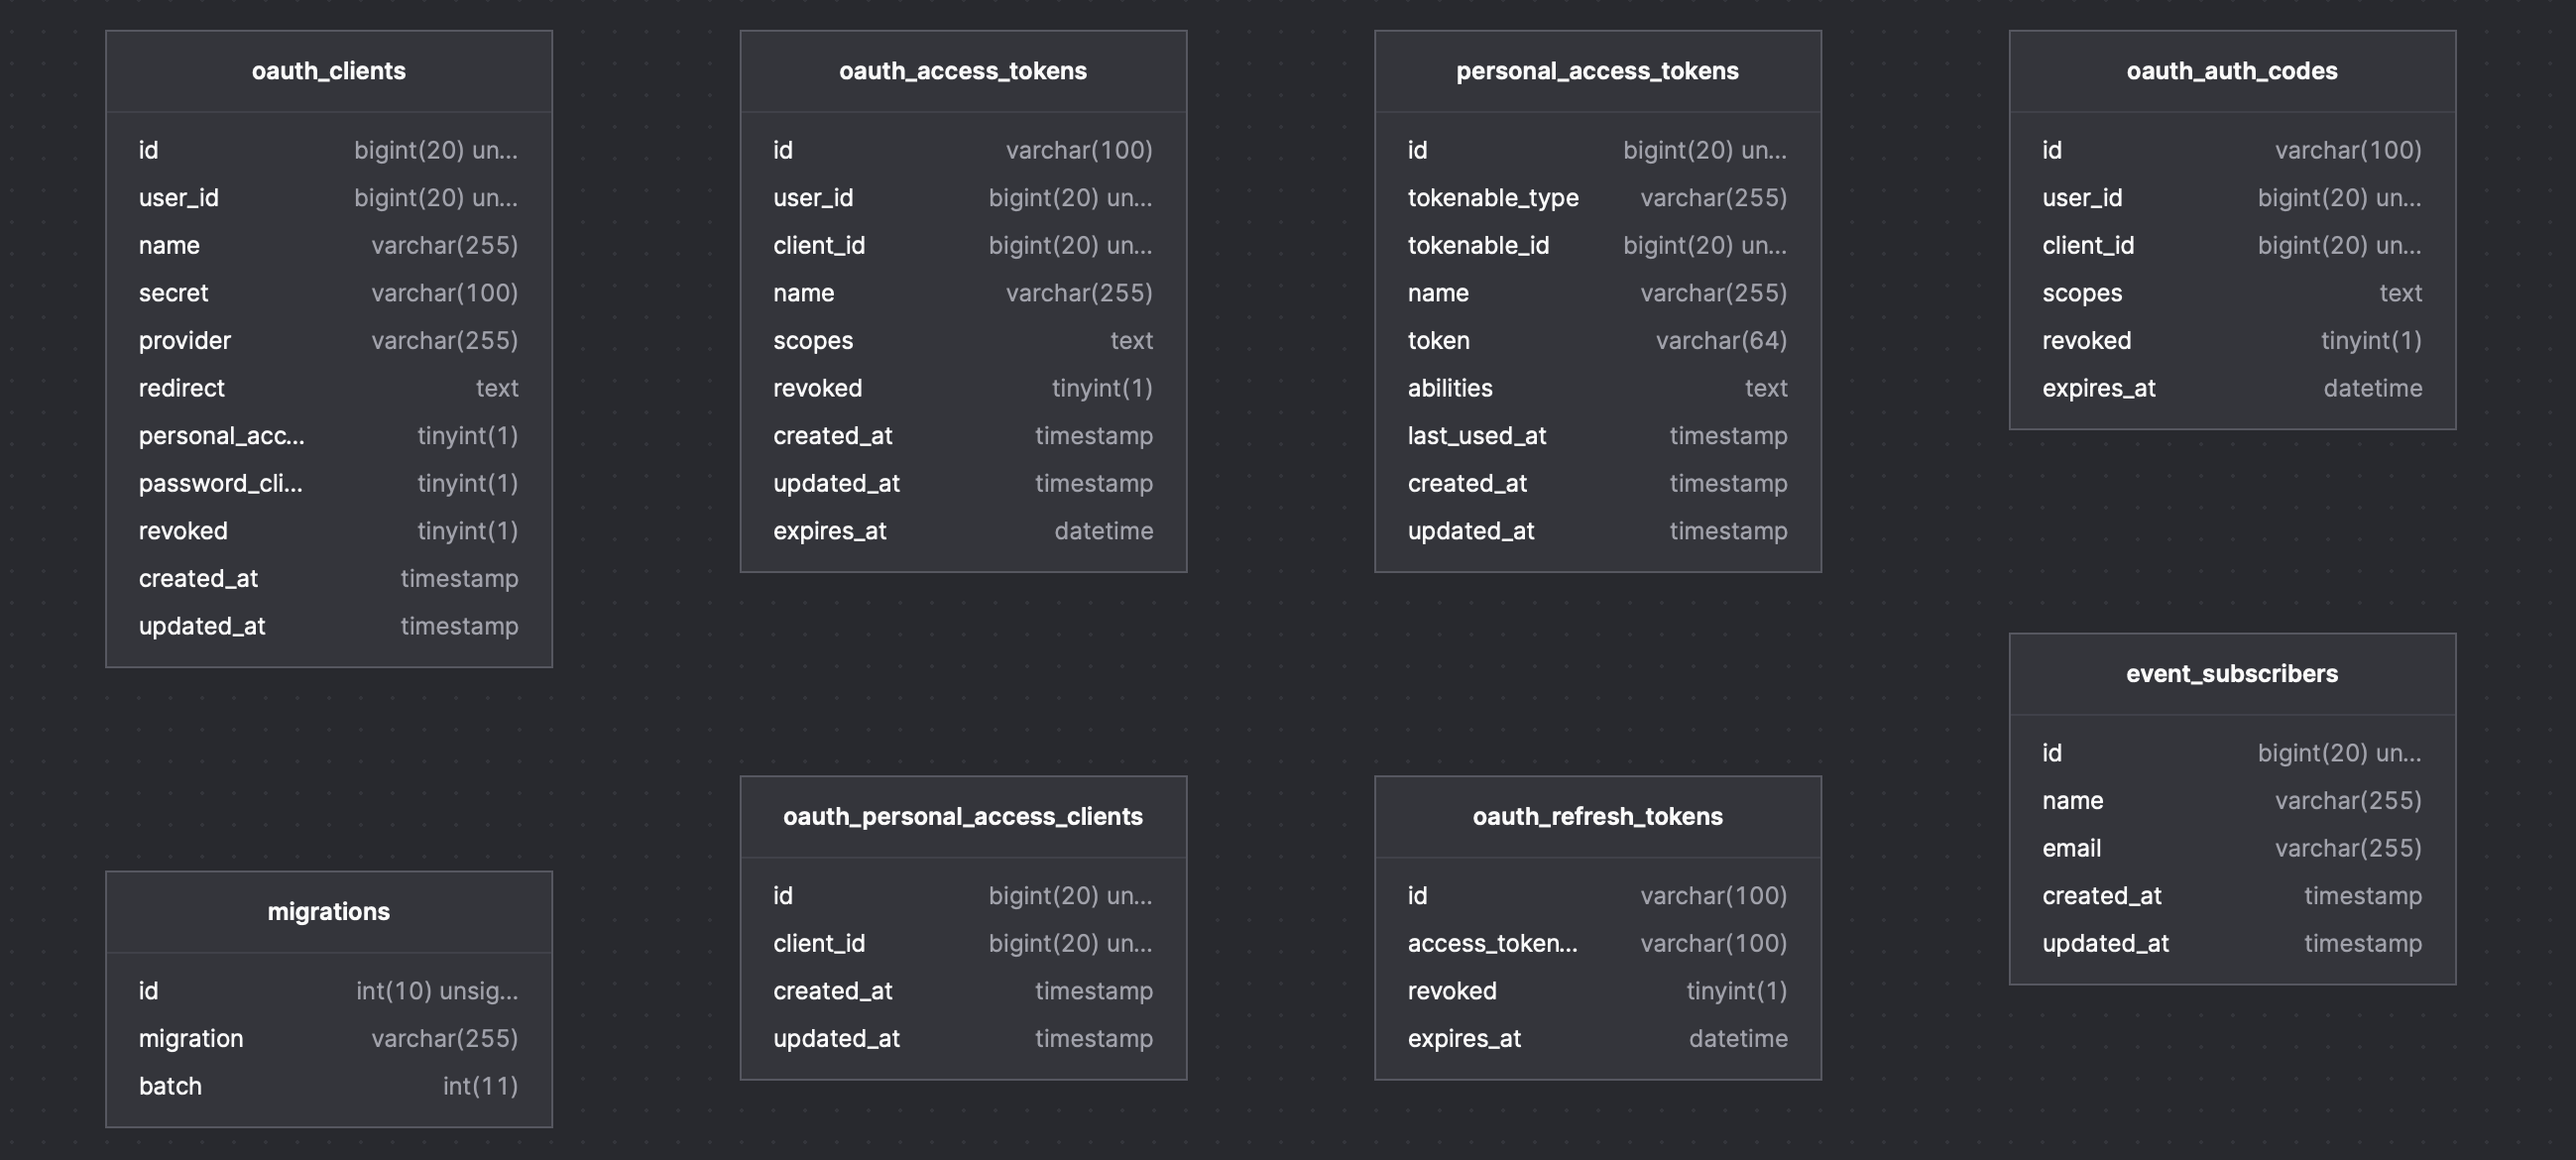 oauth_clients
id bigint(20) un...
user_id bigint(20) un...
name varchar(255)
secret varchar(100)
provider varchar(255)
redirect text
personal_acc... tinyint(1)
password_cli... tinyint(1)
revoked tinyint(1)
created_at timestamp
updated_at timestamp
oauth_access_tokens
id varchar(100)
user_id bigint(20) un...
client_id bigint(20) un...
name varchar(255)
scopes text
revoked tinyint(1)
created_at timestamp
updated_at timestamp
expires_at datetime
personal_access_tokens
id bigint(20) un...
tokenable_type varchar(255)
tokenable_id bigint(20) un...
name varchar(255)
token varchar(64)
abilities text
last_used_at timestamp
created_at timestamp
updated_at timestamp
oauth_auth_codes
id varchar(100)
user_id bigint(20) un...
client_id bigint(20) un...
scopes text
revoked tinyint(1)
expires_at datetime
migrations
id int(10) unsig...
migration varchar(255)
batch int(11)
oauth_personal_access_clients
id bigint(20) un...
client_id bigint(20) un...
created_at timestamp
updated_at timestamp
oauth_refresh_tokens
id varchar(100)
access_token... varchar(100)
revoked tinyint(1)
expires_at datetime
event_subscribers
id bigint(20) un...
name varchar(255)
email varchar(255)
created_at timestamp
updated_at timestamp